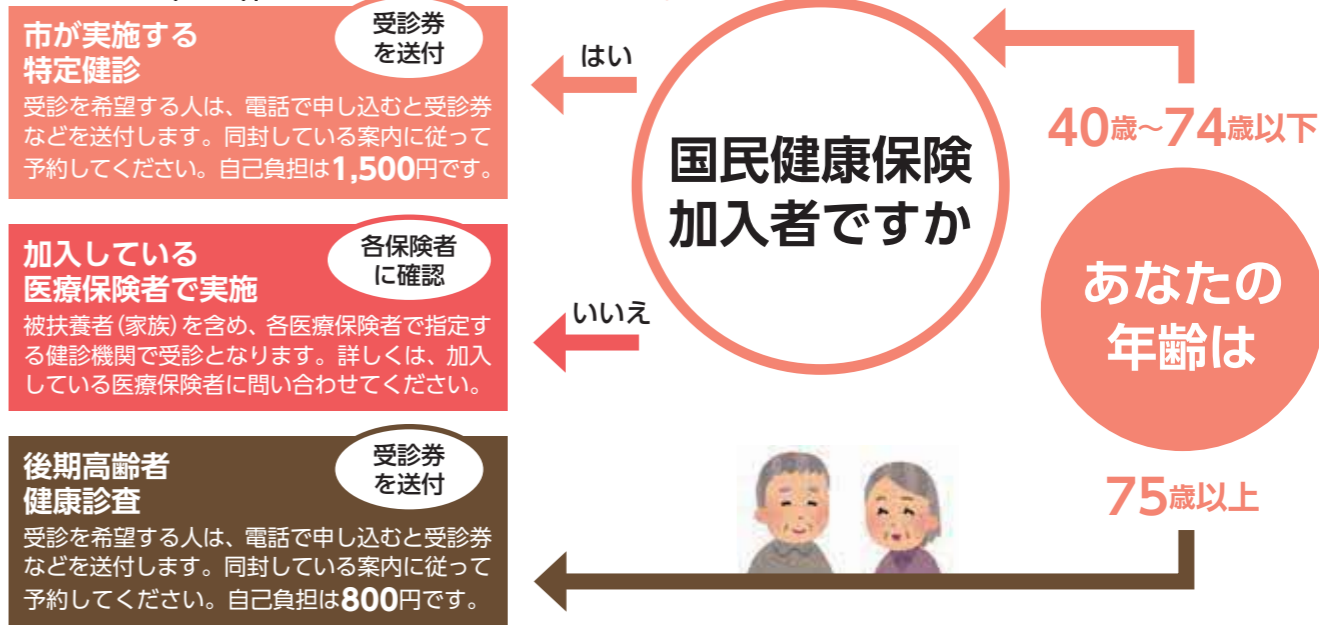 あなたの
年齢は
40歳～74歳以下
国民健康保険
加入者ですか
はい
市が実施する
特定健診
受診券
を送付
受診を希望する人は、電話で申し込むと受診券
などを送付します。同封している案内に従って
予約してください。自己負担は1,500円です。
いいえ
加入している
医療保険者で実施
各保険者
に確認
被扶養者（家族）を含め、各医療保険者で指定す
る健診機関で受診となります。詳しくは、加入
している医療保険者に問い合わせてください。
75歳以上
後期高齢者
健康診査
受診券
を送付
受診を希望する人は、電話で申し込むと受診券
などを送付します。同封している案内に従って
予約してください。自己負担は800円です。